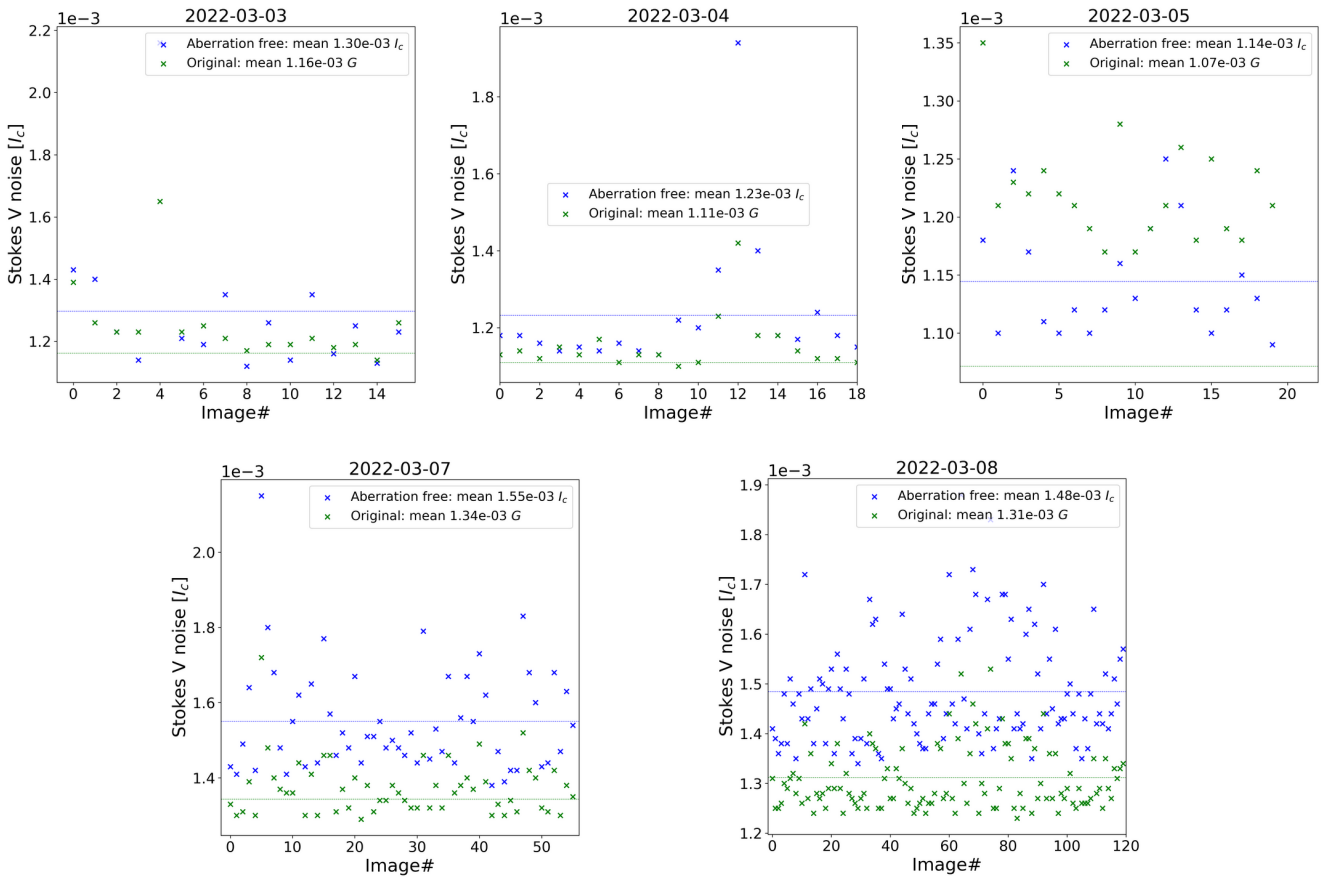 1e−3
2022-03-03
Stokes V noise [I_c]
2.2
2.0
1.8
1.6
1.4
1.2
Aberration free: mean 1.30e-03 I_c
Original: mean 1.16e-03 G
0 2 4 6 8 10 12 14
Image#
1e−3
2022-03-04
Stokes V noise [I_c]
1.8
1.6
1.4
1.2
Aberration free: mean 1.23e-03 I_c
Original: mean 1.11e-03 G
0 2 4 6 8 10 12 14 16 18
Image#
1e−3
2022-03-05
Stokes V noise [I_c]
1.35
1.30
1.25
1.20
1.15
1.10
Aberration free: mean 1.14e-03 I_c
Original: mean 1.07e-03 G
0 5 10 15 20
Image#
1e−3
2022-03-07
Stokes V noise [I_c]
2.0
1.8
1.6
1.4
Aberration free: mean 1.55e-03 I_c
Original: mean 1.34e-03 G
0 10 20 30 40 50
Image#
1e−3
2022-03-08
Stokes V noise [I_c]
1.9
1.8
1.7
1.6
1.5
1.4
1.3
1.2
Aberration free: mean 1.48e-03 I_c
Original: mean 1.31e-03 G
0 20 40 60 80 100 120
Image#